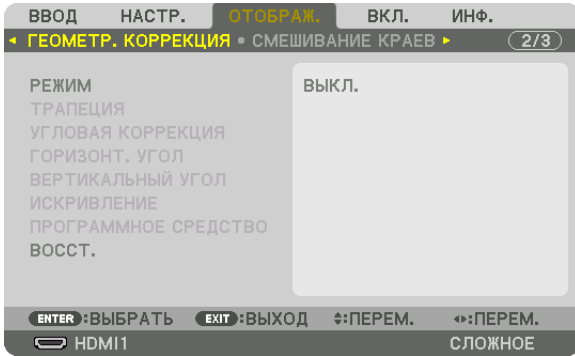 ВВОД НАСТР. ОТОБРАЖ. ВКЛ. ИНФ.
◂ ГЕОМЕТР. КОРРЕКЦИЯ • СМЕШИВАНИЕ КРАЕВ ▸ 2/3
РЕЖИМ ВЫКЛ.
ТРАПЕЦИЯ
УГЛОВАЯ КОРРЕКЦИЯ
ГОРИЗОНТ. УГОЛ
ВЕРТИКАЛЬНЫЙ УГОЛ
ИСКРИВЛЕНИЕ
ПРОГРАММНОЕ СРЕДСТВО
ВОССТ.
ENTER :ВЫБРАТЬ EXIT :ВЫХОД :ПЕРЕМ. :ПЕРЕМ.
HDMI1 СЛОЖНОЕ